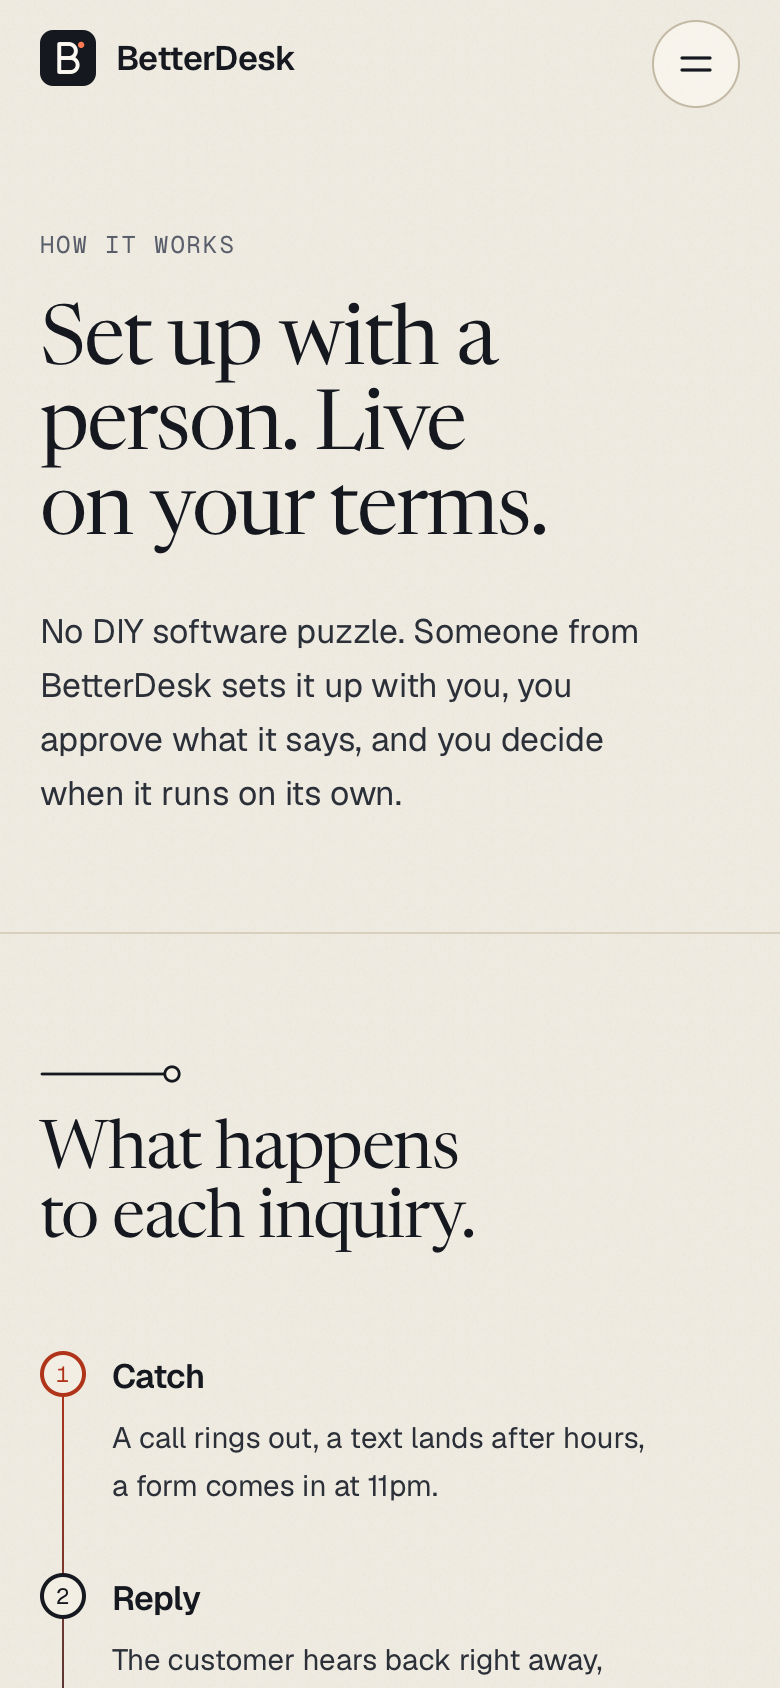 BetterDesk
HOW IT WORKS
Set up with a
person. Live
on your terms.
No DIY software puzzle. Someone from
BetterDesk sets it up with you, you
approve what it says, and you decide
when it runs on its own.
What happens
to each inquiry.
1 Catch
A call rings out, a text lands after hours,
a form comes in at 11pm.
2 Reply
The customer hears back right away,